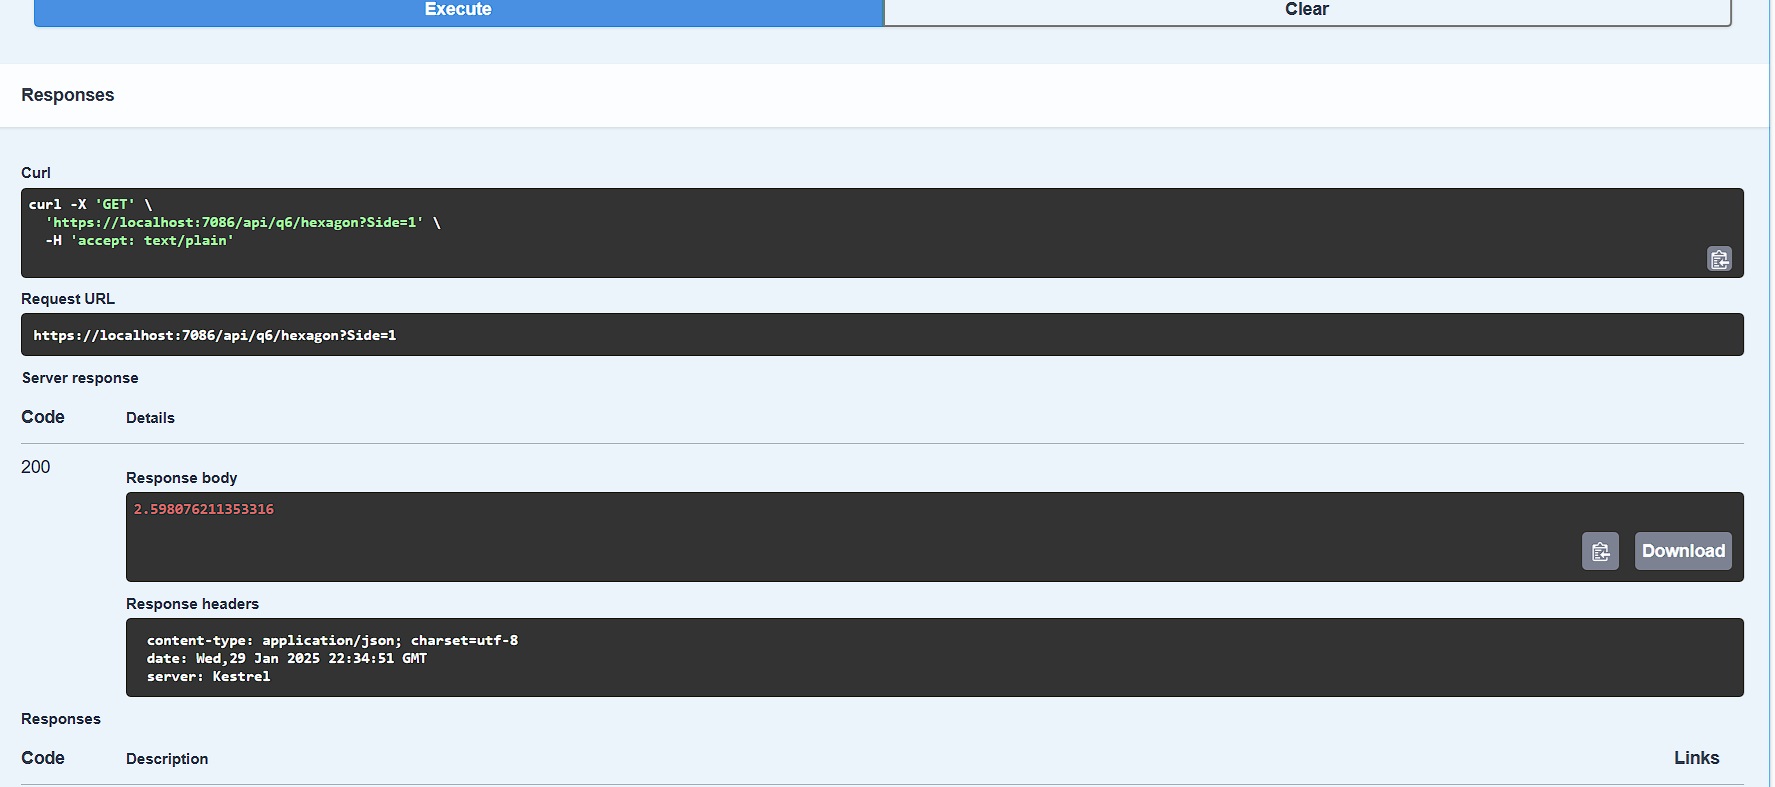 Execute
Clear
Responses
Curl
curl -X 'GET' \
'https://localhost:7086/api/q6/hexagon?Side=1' \
-H 'accept: text/plain'
Request URL
https://localhost:7086/api/q6/hexagon?Side=1
Server response
Code Details
200
Response body
2.598076211353316
Download
Response headers
content-type: application/json; charset=utf-8
date: Wed,29 Jan 2025 22:34:51 GMT
server: Kestrel
Responses
Code Description Links